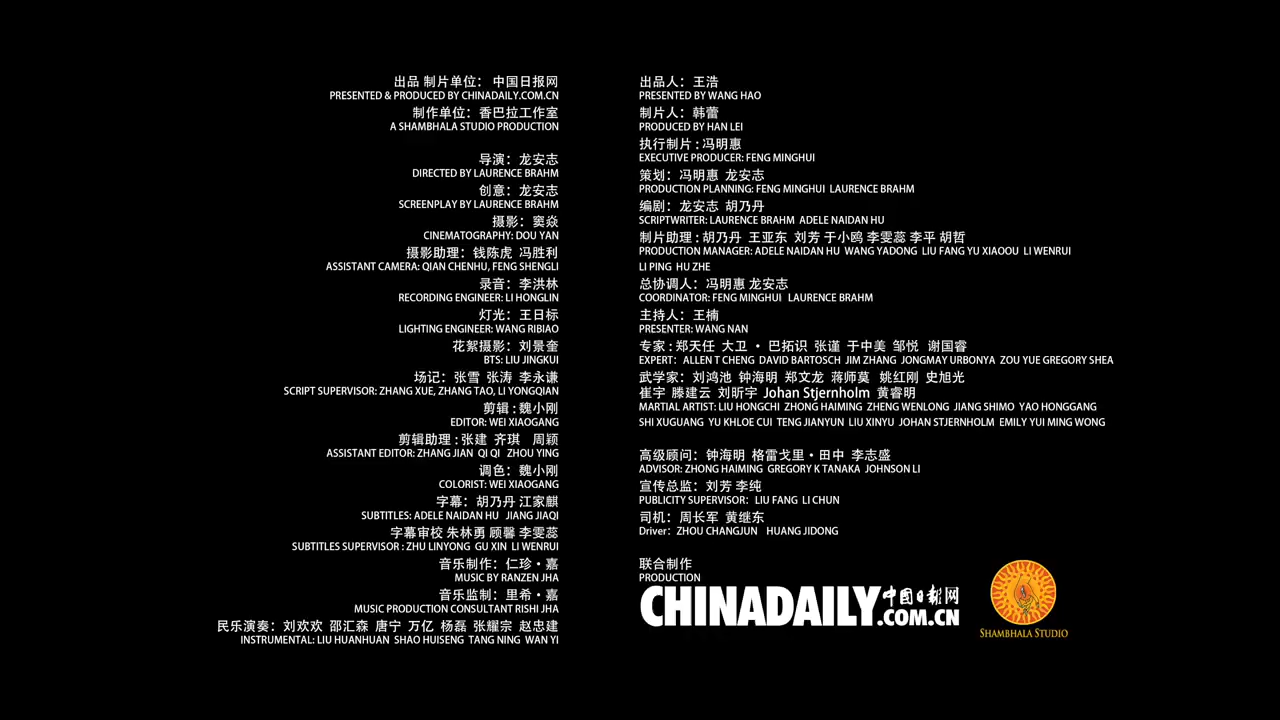 出品 制片单位： 中国日报网
PRESENTED & PRODUCED BY CHINADAILY.COM.CN
制作单位：香巴拉工作室
A SHAMBHALA STUDIO PRODUCTION
导演：龙安志
DIRECTED BY LAURENCE BRAHM
创意：龙安志
SCREENPLAY BY LAURENCE BRAHM
摄影：窦焱
CINEMATOGRAPHY: DOU YAN
摄影助理：钱陈虎 冯胜利
ASSISTANT CAMERA: QIAN CHENHU, FENG SHENGLI
录音：李洪林
RECORDING ENGINEER: LI HONGLIN
灯光：王日标
LIGHTING ENGINEER: WANG RIBIAO
花絮摄影：刘景奎
BTS: LIU JINGKUI
场记：张雪 张涛 李永谦
SCRIPT SUPERVISOR: ZHANG XUE, ZHANG TAO, LI YONGQIAN
剪辑：魏小刚
EDITOR: WEI XIAOGANG
剪辑助理：张建 齐琪 周颖
ASSISTANT EDITOR: ZHANG JIAN QI QI ZHOU YING
调色：魏小刚
COLORIST: WEI XIAOGANG
字幕：胡乃丹 江家麒
SUBTITLES: ADELE NAIDAN HU JIANG JIAQI
字幕审校 朱林勇 顾馨 李雯蕊
SUBTITLES SUPERVISOR : ZHU LINYONG GU XIN LI WENRUI
音乐制作：仁珍·嘉
MUSIC BY RANZEN JHA
音乐监制：里希·嘉
MUSIC PRODUCTION CONSULTANT RISHI JHA
民乐演奏：刘欢欢 邵汇森 唐宁 万亿 杨磊 张耀宗 赵忠建
INSTRUMENTAL: LIU HUANHUAN SHAO HUISENG TANG NING WAN YI
出品人：王浩
PRESENTED BY WANG HAO
制片人：韩蕾
PRODUCED BY HAN LEI
执行制片：冯明惠
EXECUTIVE PRODUCER: FENG MINGHUI
策划：冯明惠 龙安志
PRODUCTION PLANNING: FENG MINGHUI LAURENCE BRAHM
编剧：龙安志 胡乃丹
SCRIPTWRITER: LAURENCE BRAHM ADELE NAIDAN HU
制片助理：胡乃丹 王亚东 刘芳 于小鸥 李雯蕊 李平 胡哲
PRODUCTION MANAGER: ADELE NAIDAN HU WANG YADONG LIU FANG YU XIAOOU LI WENRUI
LI PING HU ZHE
总协调人：冯明惠 龙安志
COORDINATOR: FENG MINGHUI LAURENCE BRAHM
主持人：王楠
PRESENTER: WANG NAN
专家：郑天任 大卫 · 巴拓识 张谨 于中美 邹悦 谢国睿
EXPERT: ALLEN T CHENG DAVID BARTOSCH JIM ZHANG JONGMAY URBONYA ZOU YUE GREGORY SHEA
武学家：刘鸿池 钟海明 郑文龙 蒋师莫 姚红刚 史旭光
崔宇 滕建云 刘昕宇 Johan Stjernholm 黄睿明
MARTIAL ARTIST: LIU HONGCHI ZHONG HAIMING ZHENG WENLONG JIANG SHIMO YAO HONGGANG
SHI XUGUANG YU KHLOE CUI TENG JIANYUN LIU XINYU JOHAN STJERNHOLM EMILY YUI MING WONG
高级顾问：钟海明 格雷戈里·田中 李志盛
ADVISOR: ZHONG HAIMING GREGORY K TANAKA JOHNSON LI
宣传总监：刘芳 李纯
PUBLICITY SUPERVISOR: LIU FANG LI CHUN
司机：周长军 黄继东
Driver: ZHOU CHANGJUN HUANG JIDONG
联合制作
PRODUCTION
CHINADAILY 中国日报网
.COM.CN
SHAMBHALA STUDIO